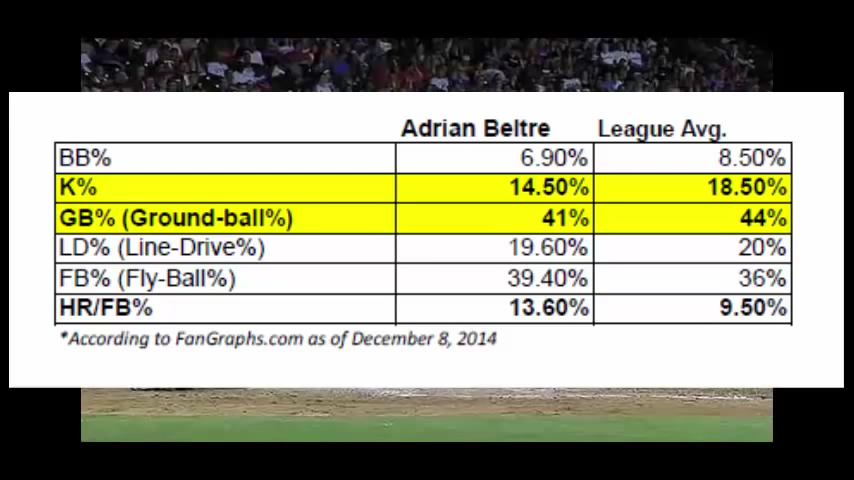 Adrian Beltre League Avg.
BB% 6.90% 8.50%
K% 14.50% 18.50%
GB% (Ground-ball%) 41% 44%
LD% (Line-Drive%) 19.60% 20%
FB% (Fly-Ball%) 39.40% 36%
HR/FB% 13.60% 9.50%
*According to FanGraphs.com as of December 8, 2014